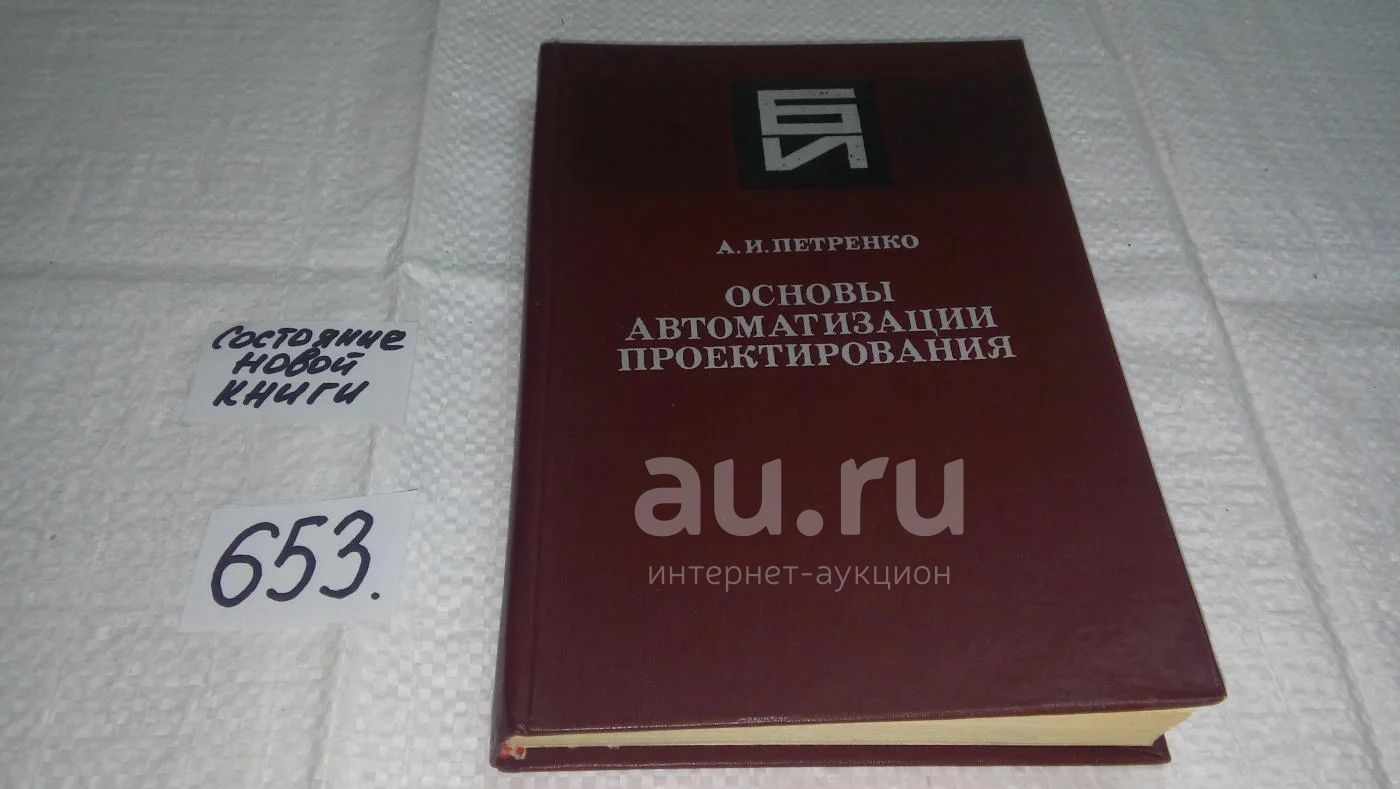 БИ
А. И. ПЕТРЕНКО
ОСНОВЫ
АВТОМАТИЗАЦИИ
ПРОЕКТИРОВАНИЯ
Состояние
новой
книги
653.
au.ru
интернет-аукцион